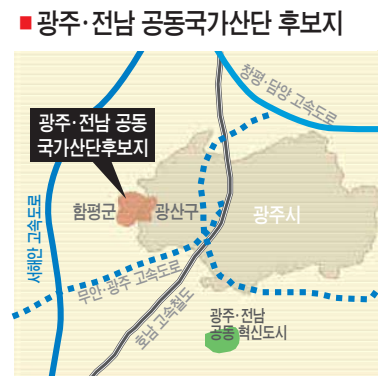 ■ 광주·전남 공동국가산단 후보지
창평·담양 고속도로
광주·전남 공동
국가산단후보지
함평군
광산구
광주시
서해안 고속도로
무안·광주 고속도로
호남 고속철도
광주·전남
공동 혁신도시